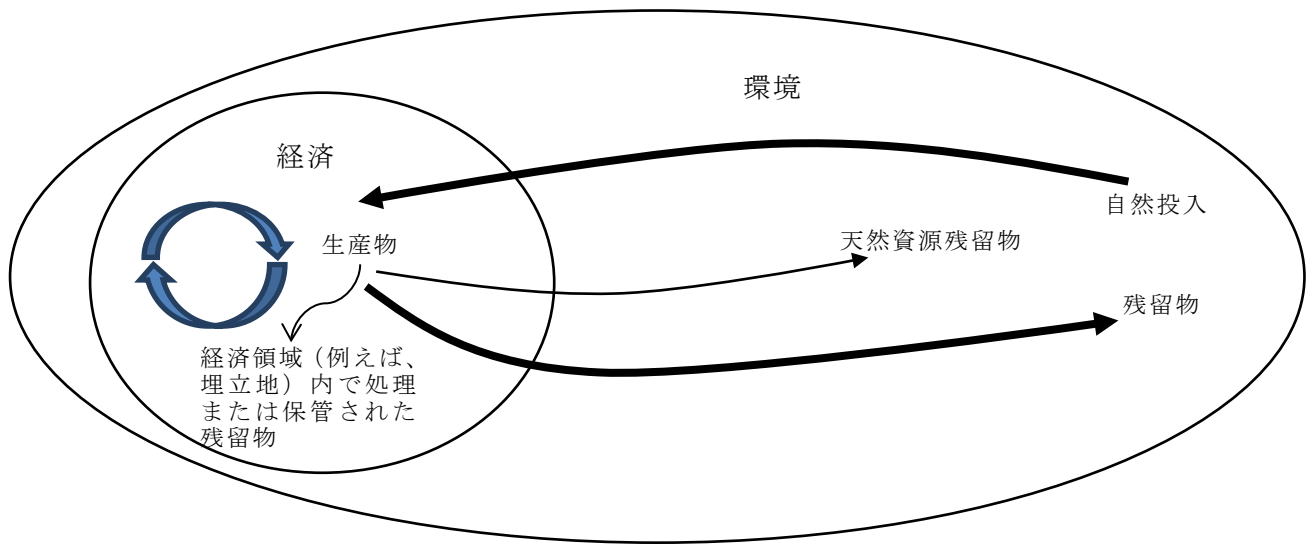 環境
経済
自然投入
天然資源残留物
生産物
残留物
経済領域（例えば、
埋立地）内で処理
または保管された
残留物